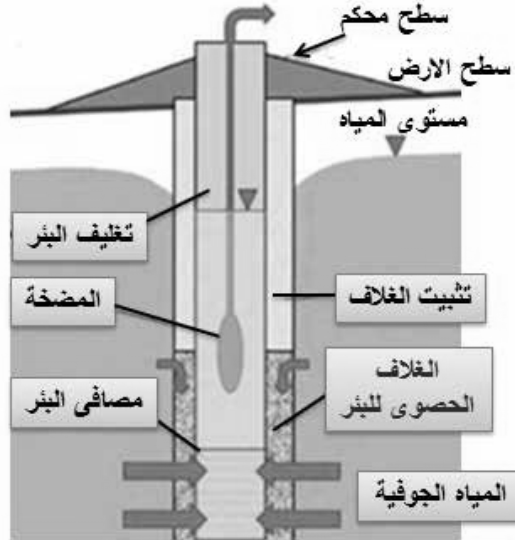 سطح محكم
سطح الارض
مستوى المياه
تغليف البئر
المضخة
تثبيت الغلاف
مصافى البئر
الغلاف
الحصوى للبئر
المياه الجوفية